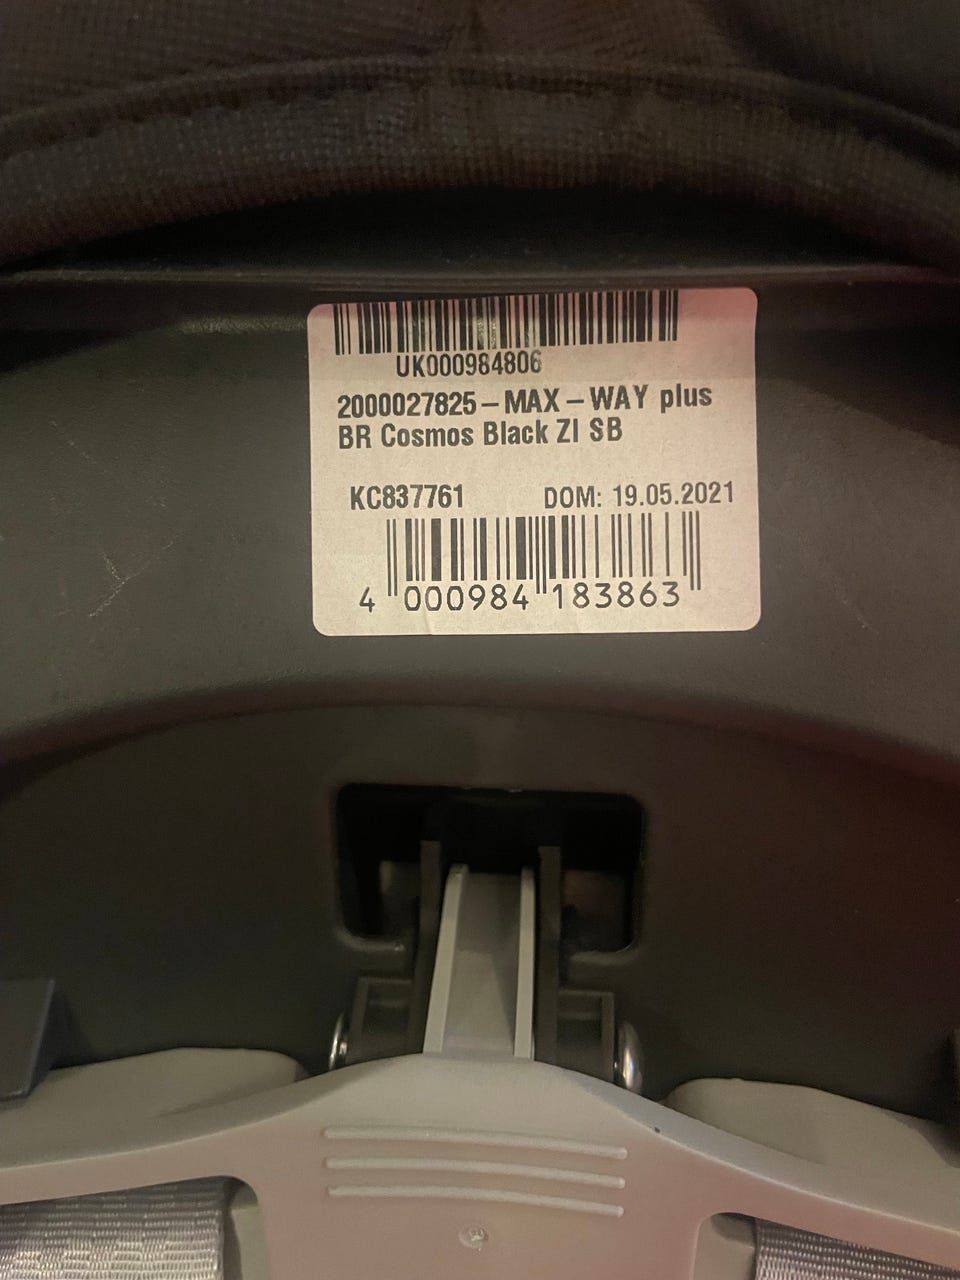 UK000984806
2000027825-MAX-WAY plus
BR Cosmos Black ZI SB
KC837761 DOM: 19.05.2021
4 000984 183863